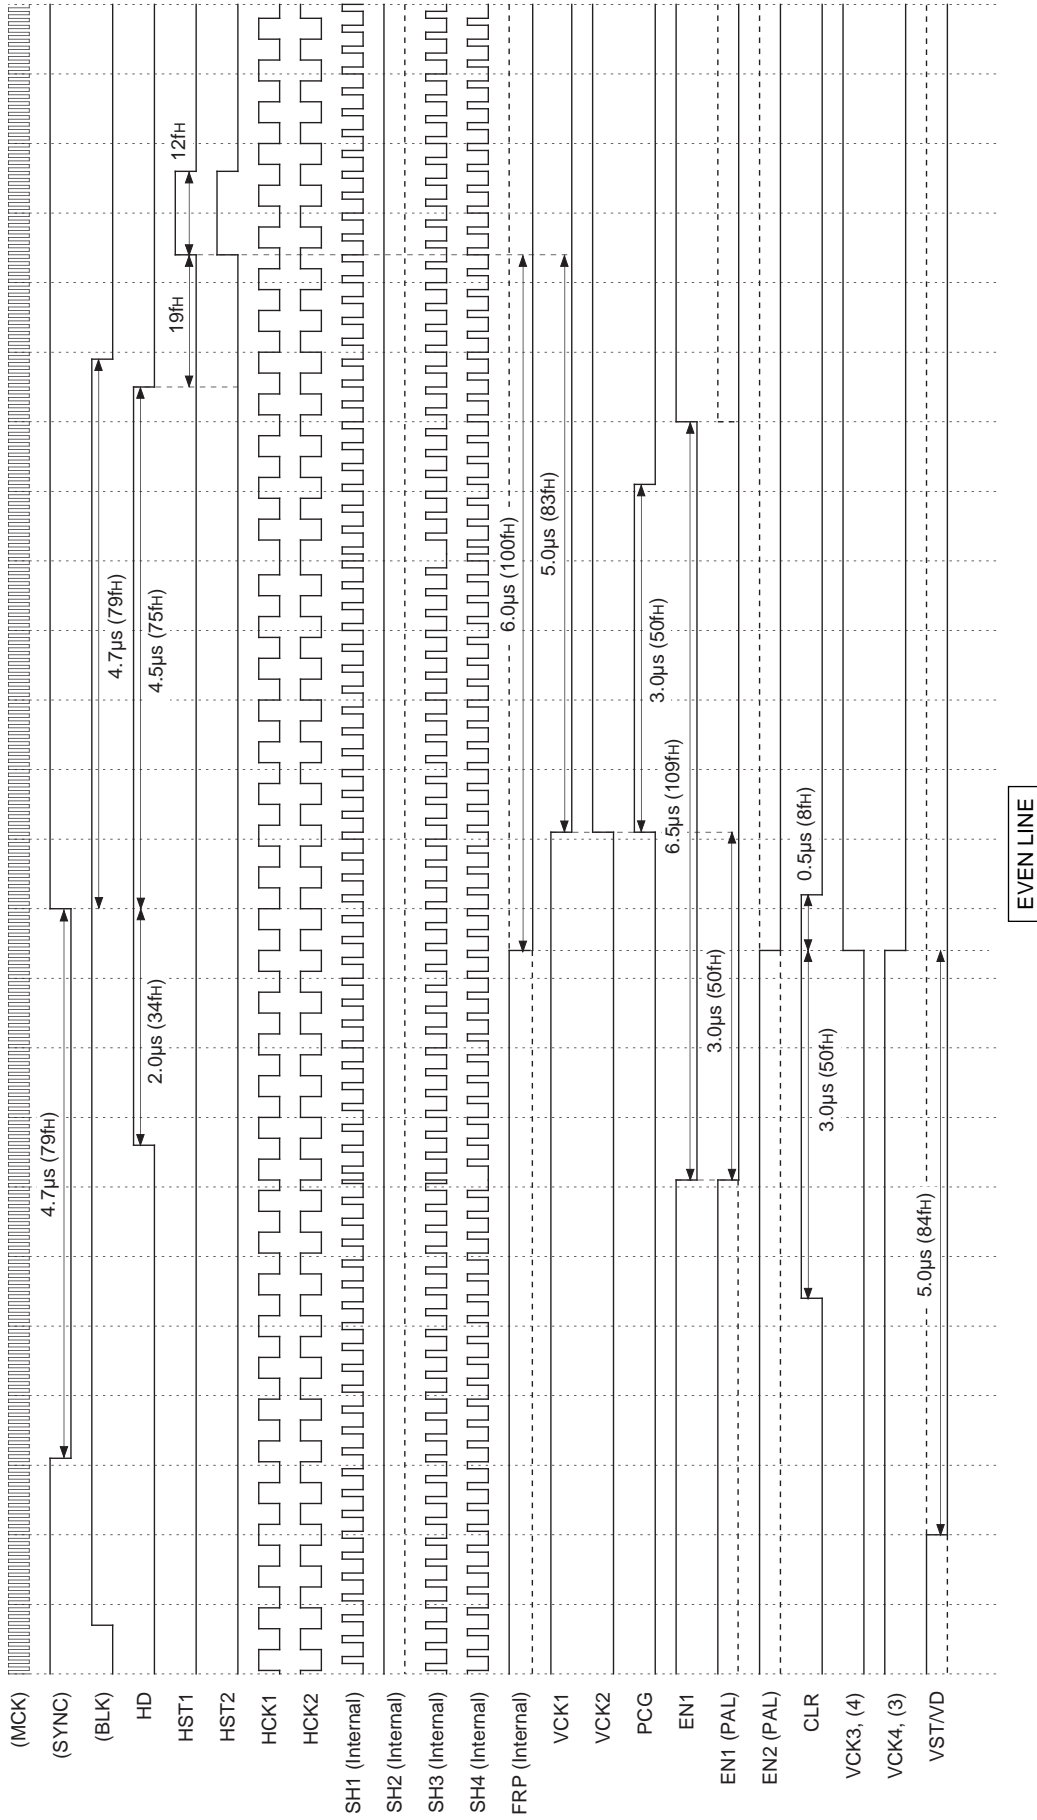 (MCK)
(SYNC)
4.7µs (79fH)
(BLK)
4.7µs (79fH)
HD
2.0µs (34fH)
4.5µs (75fH)
HST1
19fH
12fH
HST2
HCK1
HCK2
SH1 (Internal)
SH2 (Internal)
SH3 (Internal)
SH4 (Internal)
FRP (Internal)
6.0µs (100fH)
VCK1
5.0µs (83fH)
VCK2
PCG
3.0µs (50fH)
EN1
6.5µs (109fH)
EN1 (PAL)
3.0µs (50fH)
EN2 (PAL)
CLR
3.0µs (50fH)
0.5µs (8fH)
VCK3, (4)
VCK4, (3)
VST/VD
5.0µs (84fH)
EVEN LINE